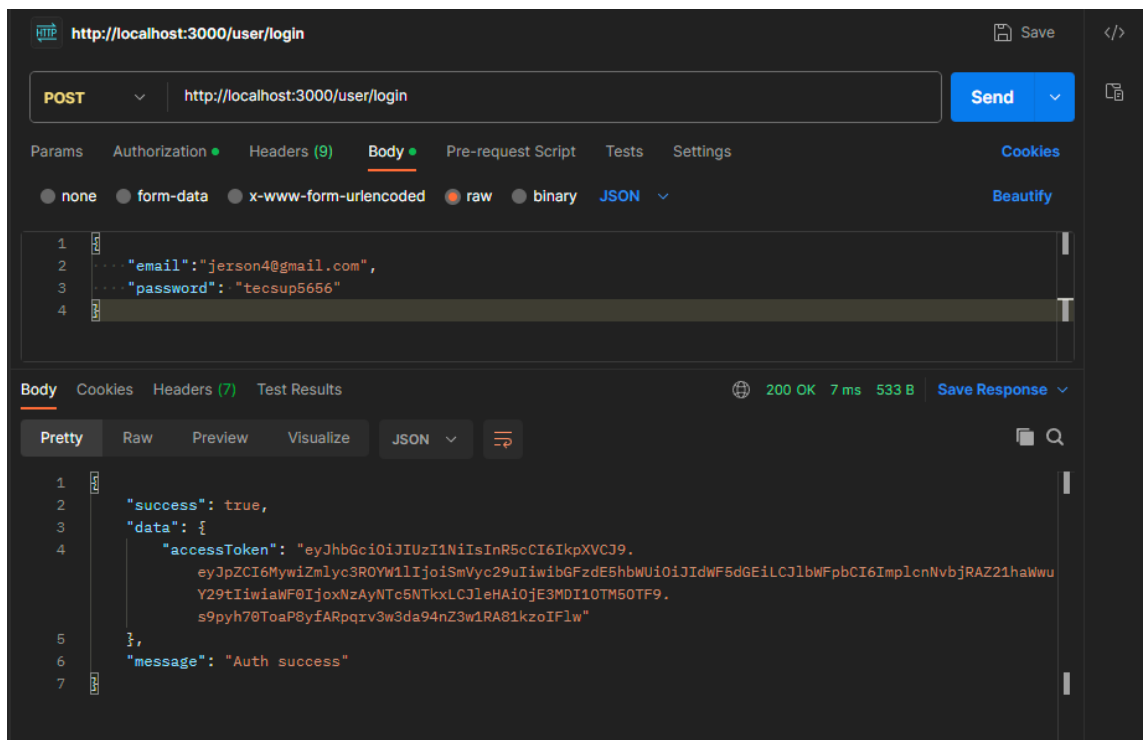 HTTP http://localhost:3000/user/login Save </>
POST http://localhost:3000/user/login Send
Params Authorization Headers (9) Body Pre-request Script Tests Settings Cookies
none form-data x-www-form-urlencoded raw binary JSON Beautify
1 {
2 ····"email":"jerson4@gmail.com",
3 ····"password":·"tecsup5656"
4 }
Body Cookies Headers (7) Test Results 200 OK 7 ms 533 B Save Response
Pretty Raw Preview Visualize JSON
1 {
2 "success": true,
3 "data": {
4 "accessToken": "eyJhbGciOiJIUzI1NiIsInR5cCI6IkpXVCJ9.
eyJpZCI6MywiZmlyc3ROYW1lIjoiSmVyc29uIiwibGFzdE5hbWUiOiJIdWF5dGEiLCJlbWFpbCI6ImplcnNvbjRAZ21haWwu
Y29tIiwiaWF0IjoxNzAyNTc5NTkxLCJleHAiOjE3MDI1OTM5OTF9.
s9pyh70ToaP8yfARpqrv3w3da94nZ3w1RA81kzoIFlw"
5 },
6 "message": "Auth success"
7 }